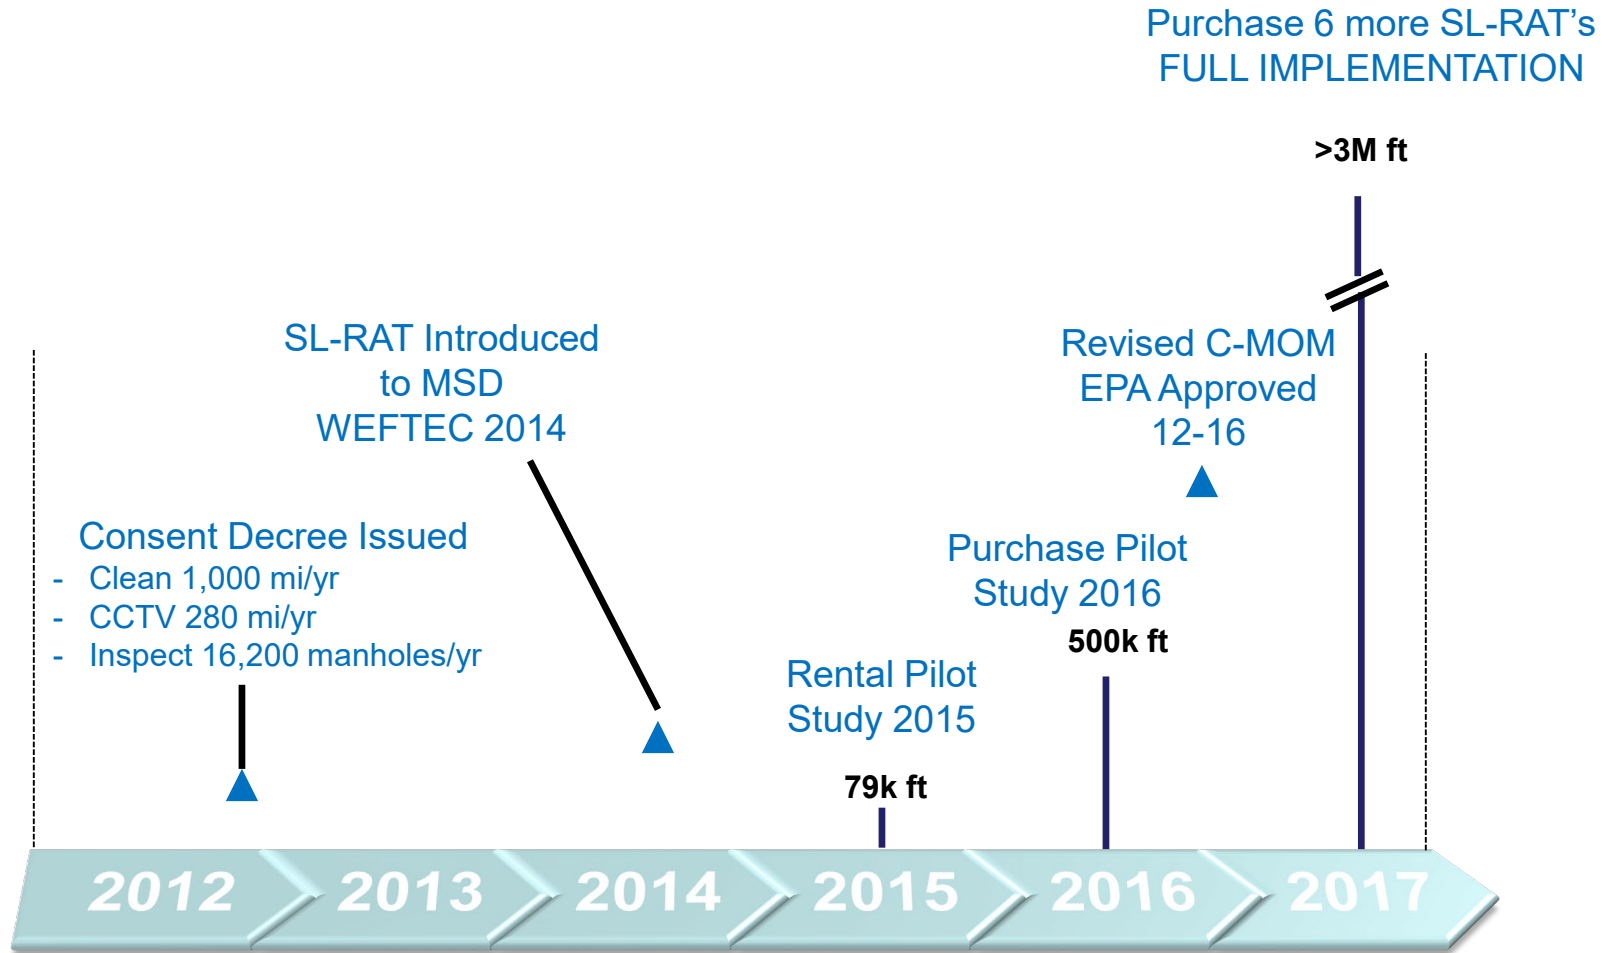 Purchase 6 more SL-RAT's
FULL IMPLEMENTATION
>3M ft
SL-RAT Introduced
to MSD
WEFTEC 2014
Revised C-MOM
EPA Approved
12-16
Consent Decree Issued
- Clean 1,000 mi/yr
- CCTV 280 mi/yr
- Inspect 16,200 manholes/yr
Purchase Pilot
Study 2016
500k ft
Rental Pilot
Study 2015
79k ft
2012 2013 2014 2015 2016 2017